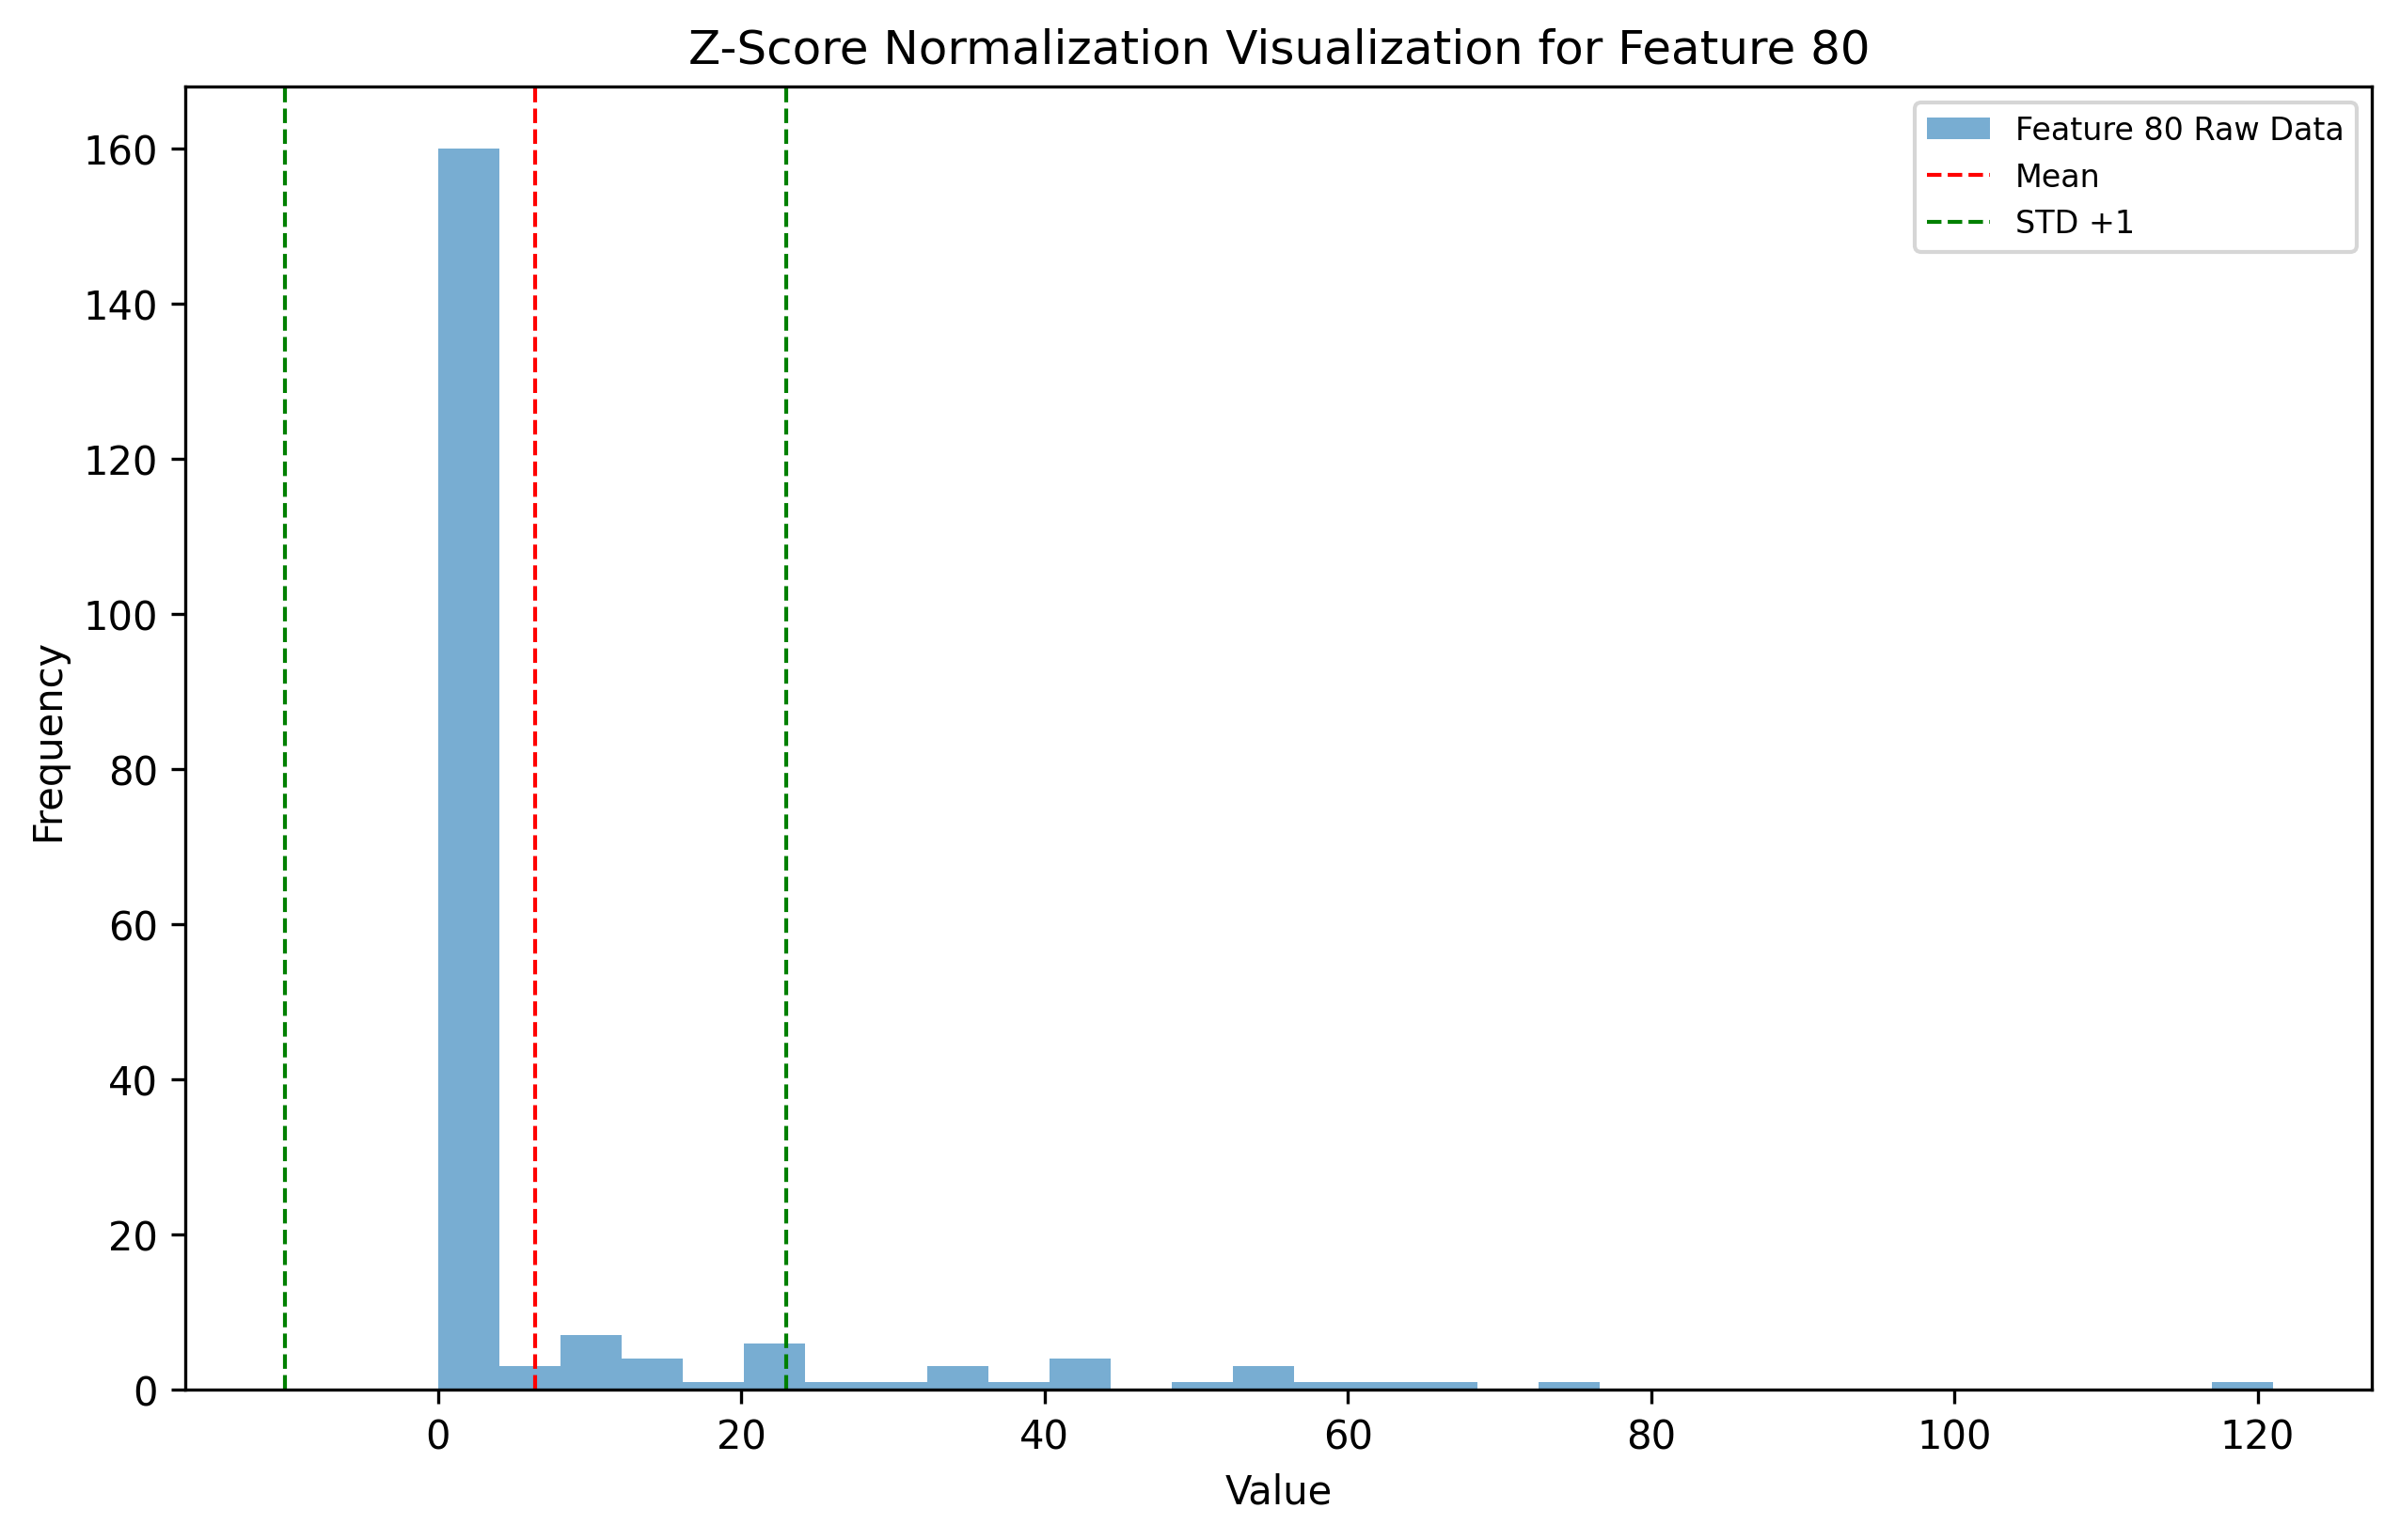 Z-Score Normalization Visualization for Feature 80
Feature 80 Raw Data
Mean
STD +1
160
140
120
100
80
60
40
20
0
Frequency
0 20 40 60 80 100 120
Value